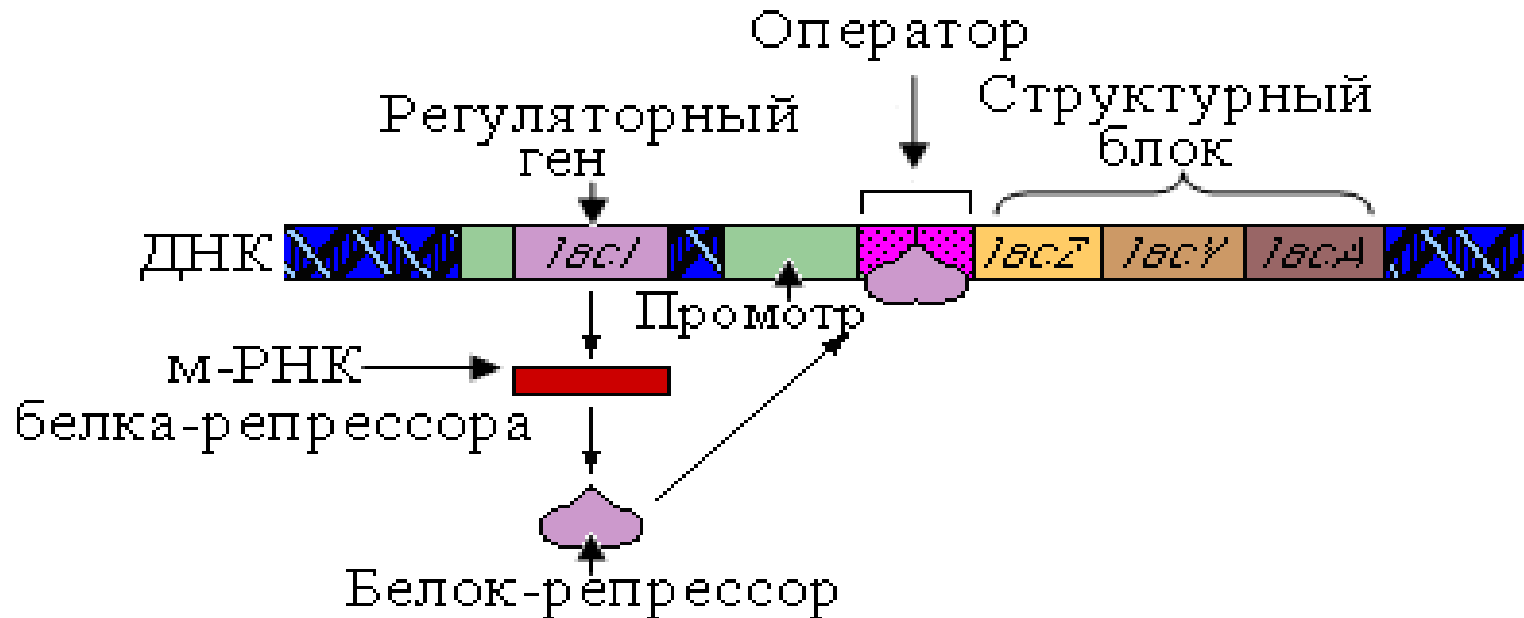 Оператор
Структурный
блок
Регуляторный
ген
ДНК
lacI
lacZ
lacY
lacA
Промотр
м-РНК
белка-репрессора
Белок-репрессор